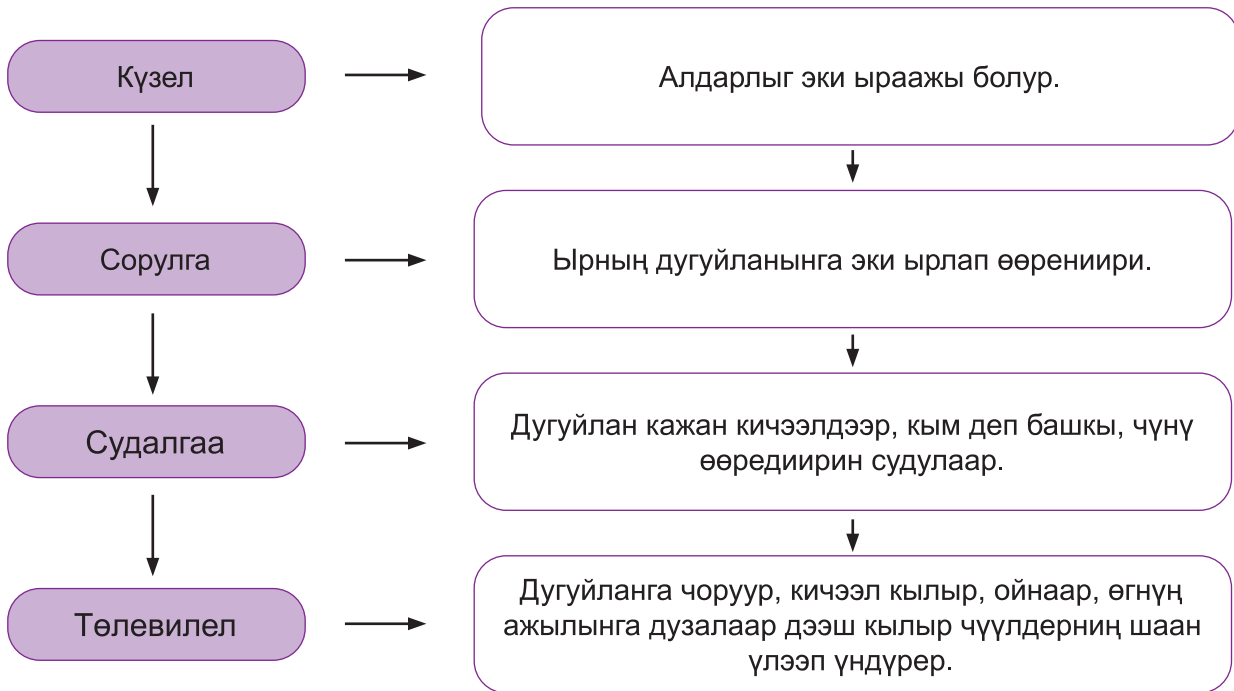 Күзел
Алдарлыг эки ыраажы болур.
Сорулга
Ырның дугуйланынга эки ырлап өөрениири.
Судалгаа
Дугуйлан кажан кичээлдээр, кым деп башкы, чүнү
өөредиирин судулаар.
Төлевилел
Дугуйланга чоруур, кичээл кылыр, ойнаар, өгнүң
ажылынга дузалаар дээш кылыр чүүлдерниң шаан
үлээп үндүрер.